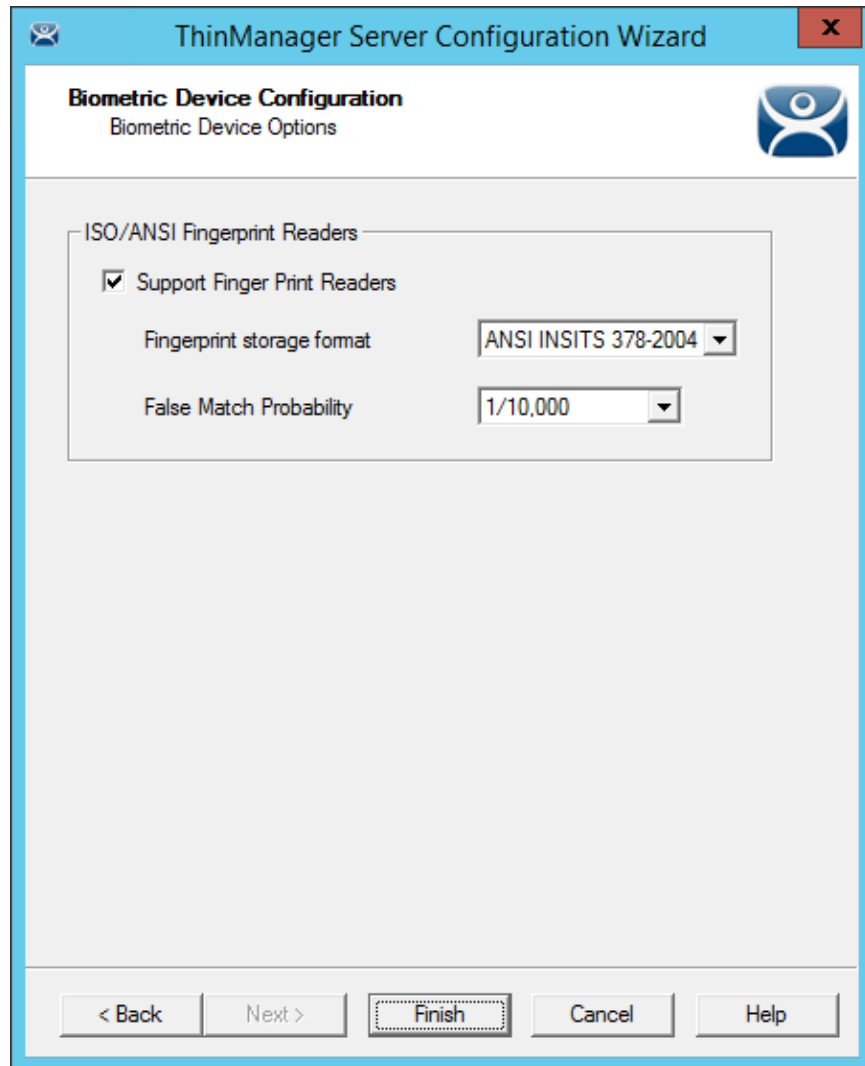 ThinManager Server Configuration Wizard
x
Biometric Device Configuration
Biometric Device Options
ISO/ANSI Fingerprint Readers
Support Finger Print Readers
Fingerprint storage format ANSI INSITS 378-2004
False Match Probability 1/10,000
< Back Next > Finish Cancel Help